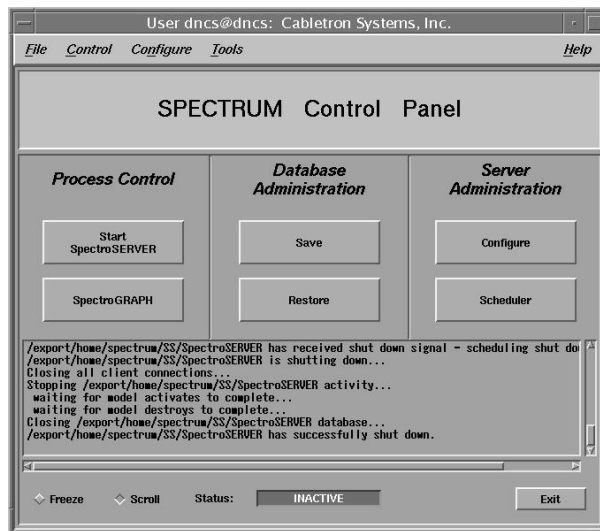 User dncs@dncs: Cabletron Systems, Inc.
File Control Configure Tools Help
SPECTRUM Control Panel
Process Control
Database
Administration
Server
Administration
Start
SpectroSERVER
Save
Configure
SpectroGRAPH
Restore
Scheduler
/export/home/spectrum/SS/SpectroSERVER has received shut down signal - scheduling shut do
/export/home/spectrum/SS/SpectroSERVER is shutting down...
Closing all client connections...
Stopping /export/home/spectrum/SS/SpectroSERVER activity...
waiting for model activates to complete...
waiting for model destroys to complete...
Closing /export/home/spectrum/SS/SpectroSERVER database...
/export/home/spectrum/SS/SpectroSERVER has successfully shut down.
Freeze Scroll Status: INACTIVE Exit